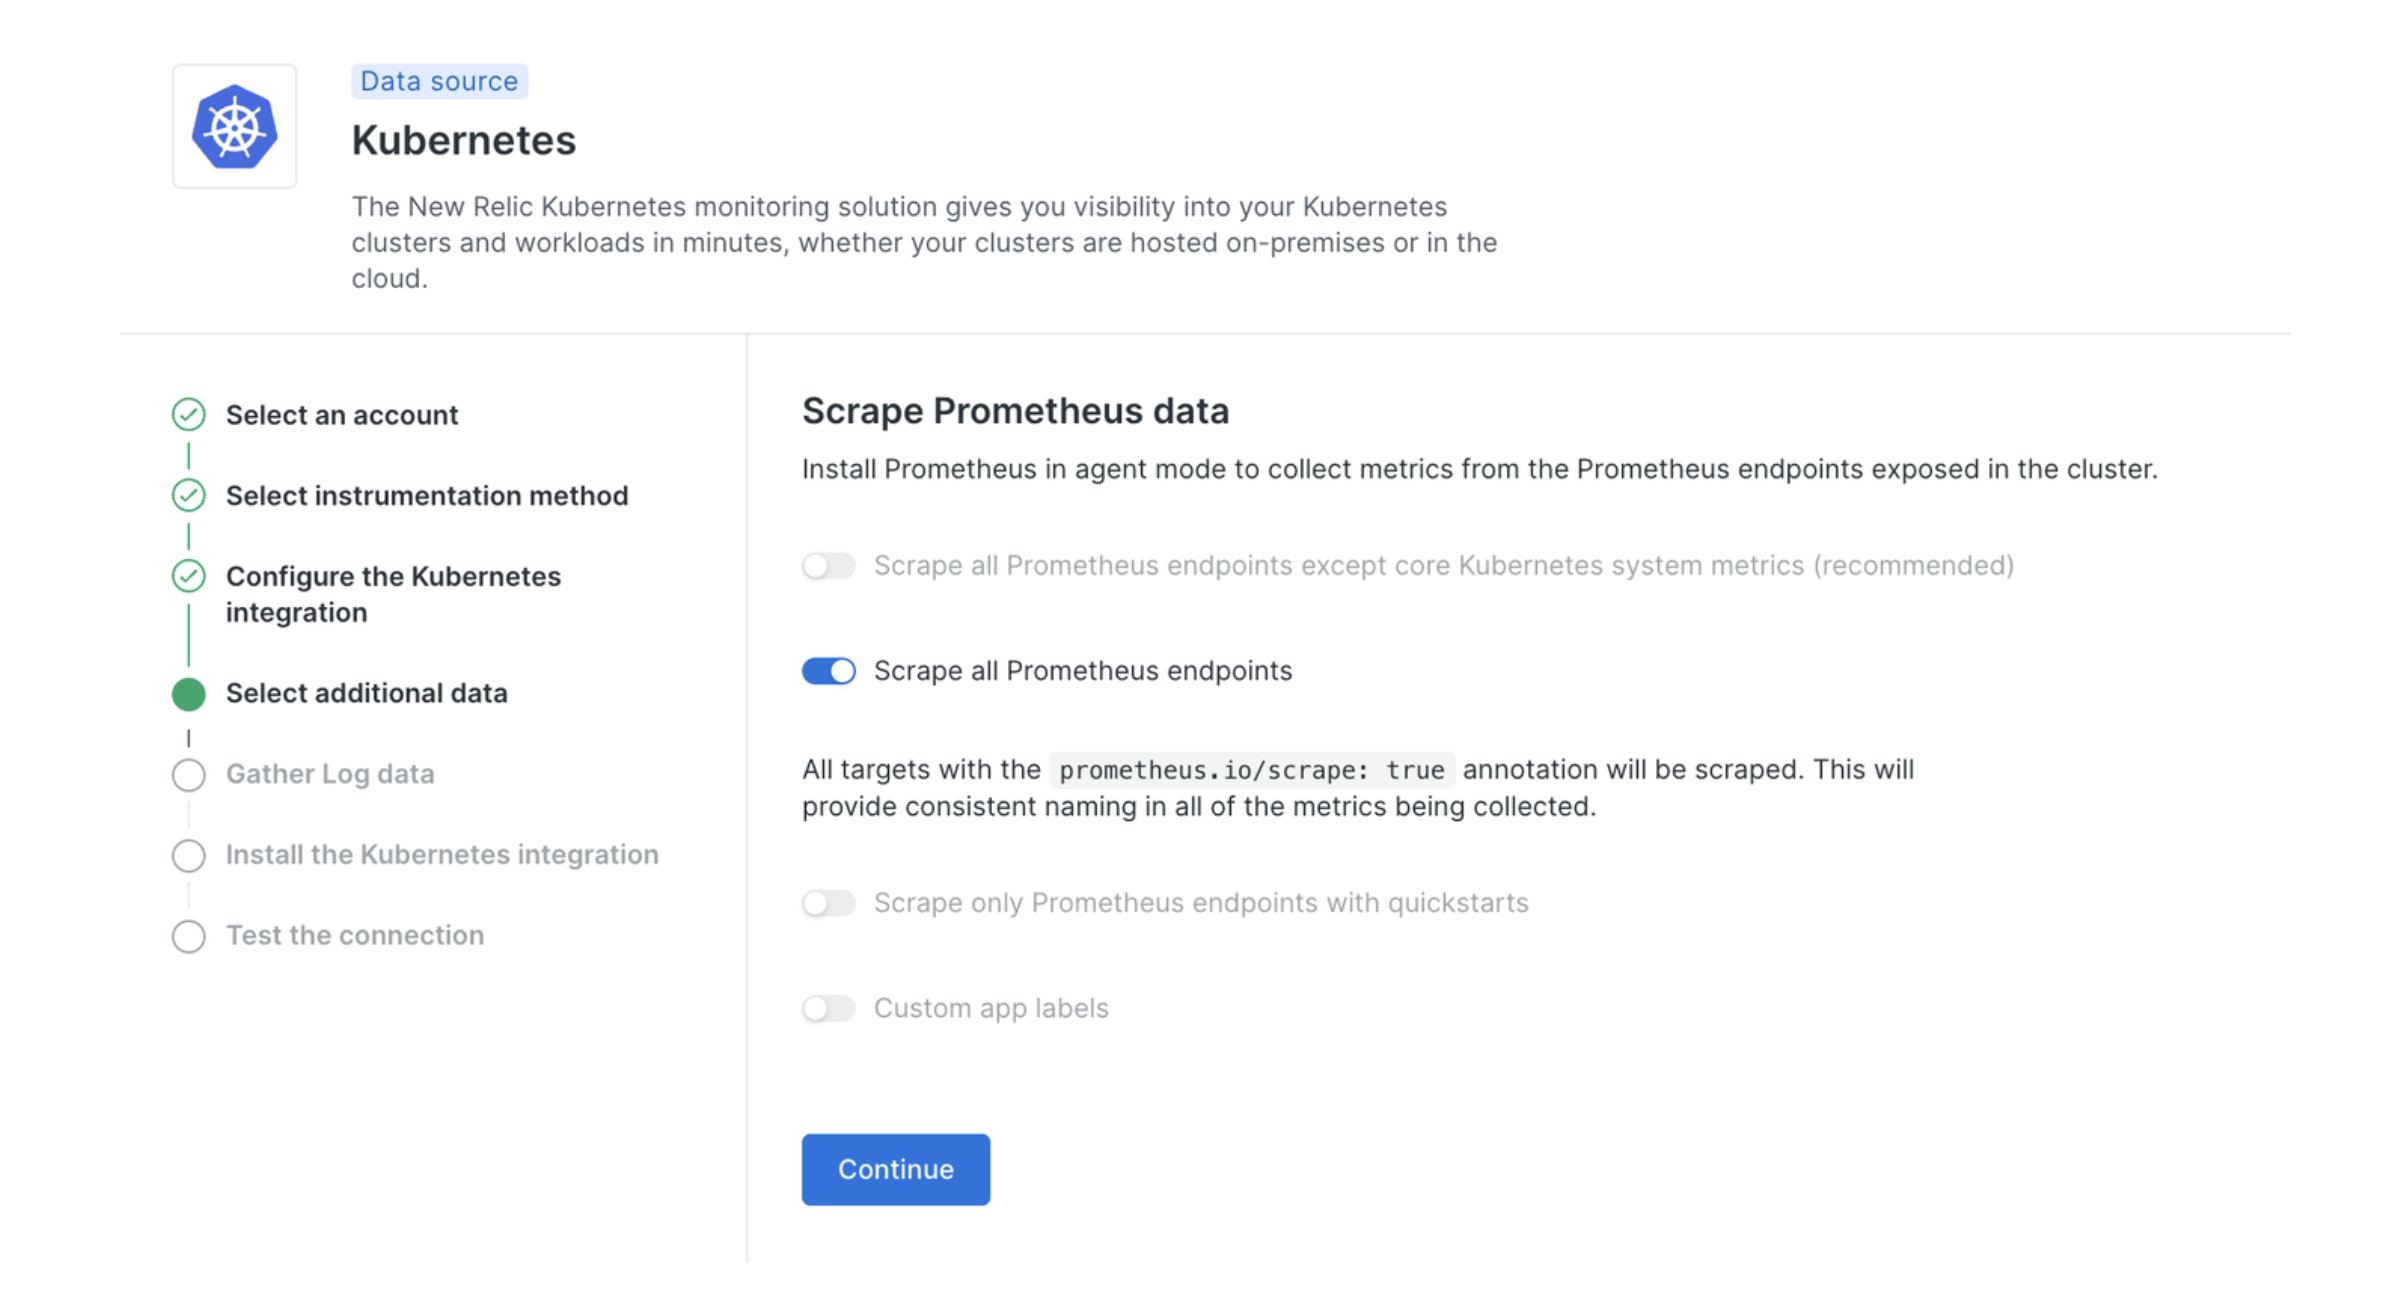 Data source
Kubernetes
The New Relic Kubernetes monitoring solution gives you visibility into your Kubernetes
clusters and workloads in minutes, whether your clusters are hosted on-premises or in the
cloud.
Select an account
Select instrumentation method
Configure the Kubernetes
integration
Select additional data
Gather Log data
Install the Kubernetes integration
Test the connection
Scrape Prometheus data
Install Prometheus in agent mode to collect metrics from the Prometheus endpoints exposed in the cluster.
Scrape all Prometheus endpoints except core Kubernetes system metrics (recommended)
Scrape all Prometheus endpoints
All targets with the prometheus.io/scrape: true annotation will be scraped. This will
provide consistent naming in all of the metrics being collected.
Scrape only Prometheus endpoints with quickstarts
Custom app labels
Continue